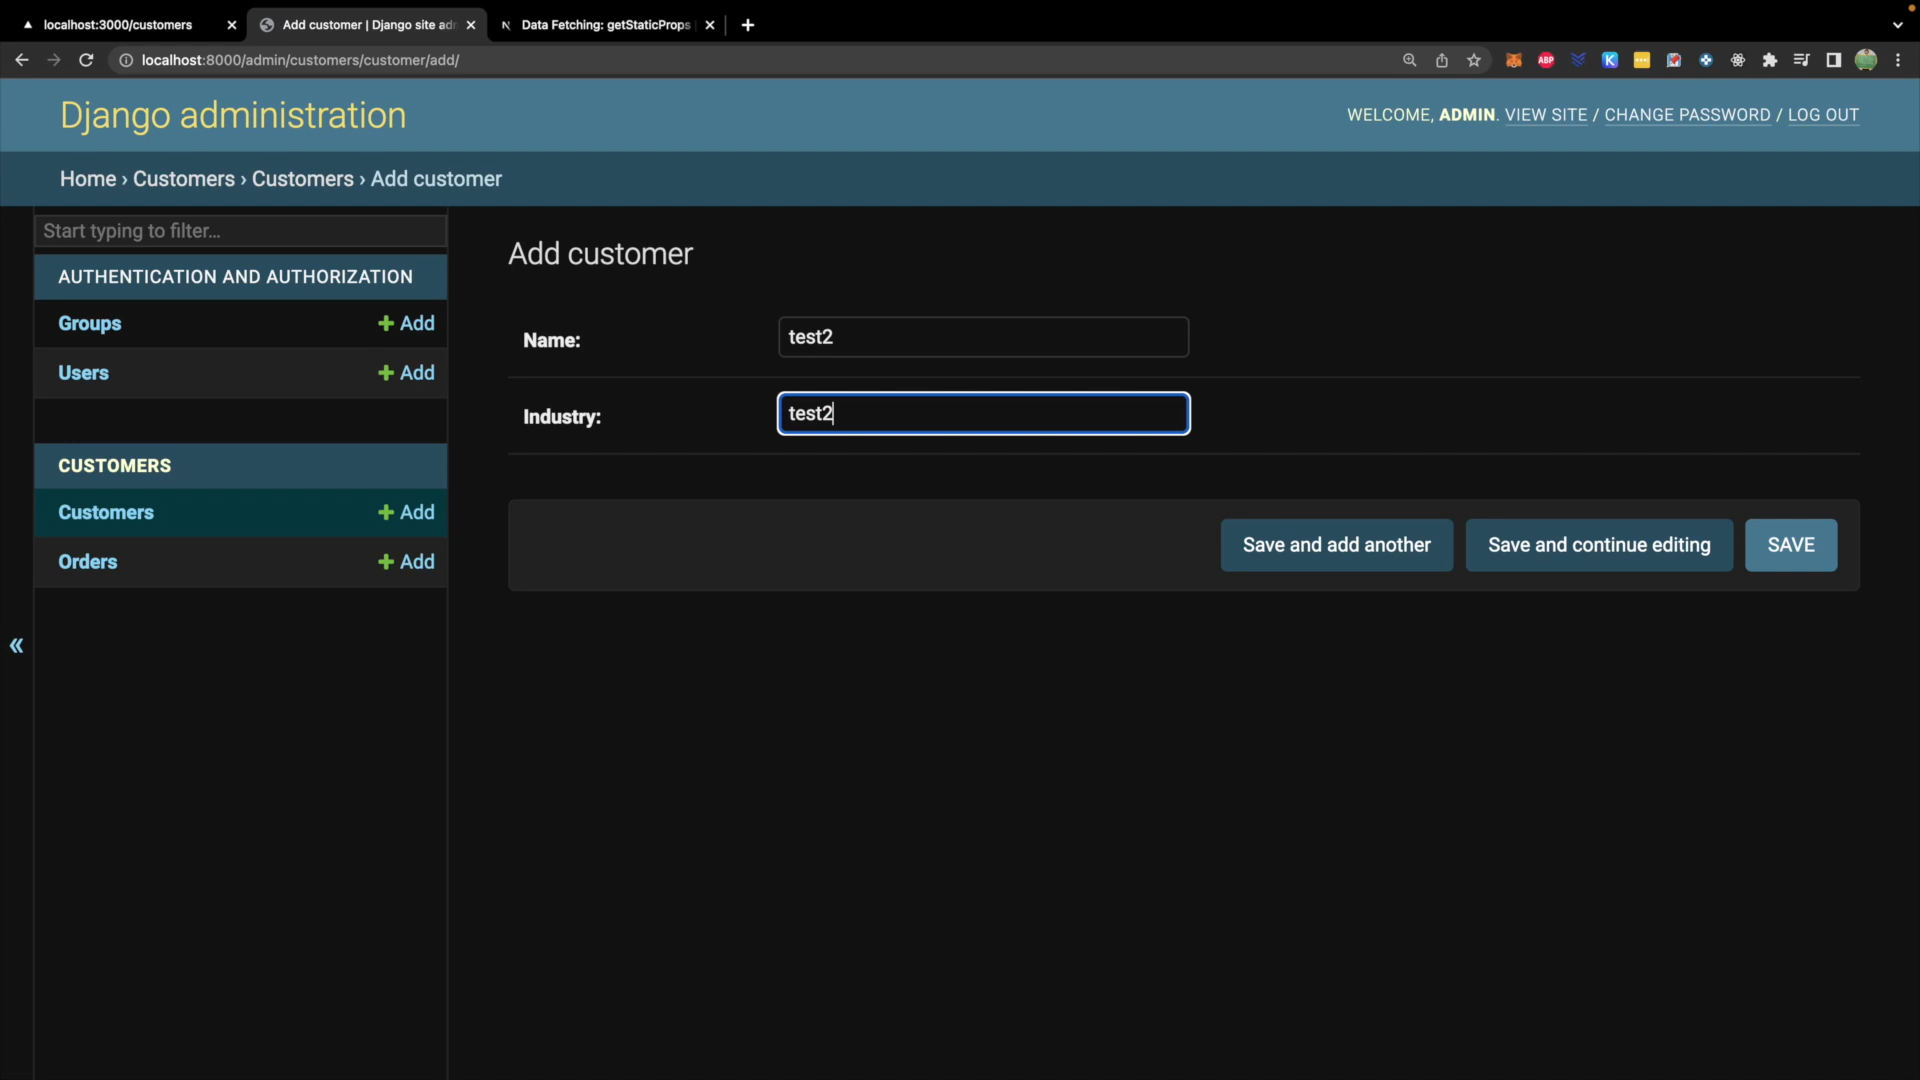 localhost:3000/customers
Add customer | Django site adr
Data Fetching: getStaticProps
localhost:8000/admin/customers/customer/add/
ABP
K
Django administration
WELCOME, ADMIN. VIEW SITE / CHANGE PASSWORD / LOG OUT
Home › Customers › Customers › Add customer
Start typing to filter...
AUTHENTICATION AND AUTHORIZATION
Groups + Add
Users + Add
CUSTOMERS
Customers + Add
Orders + Add
«
Add customer
Name: test2
Industry: test2
Save and add another Save and continue editing SAVE